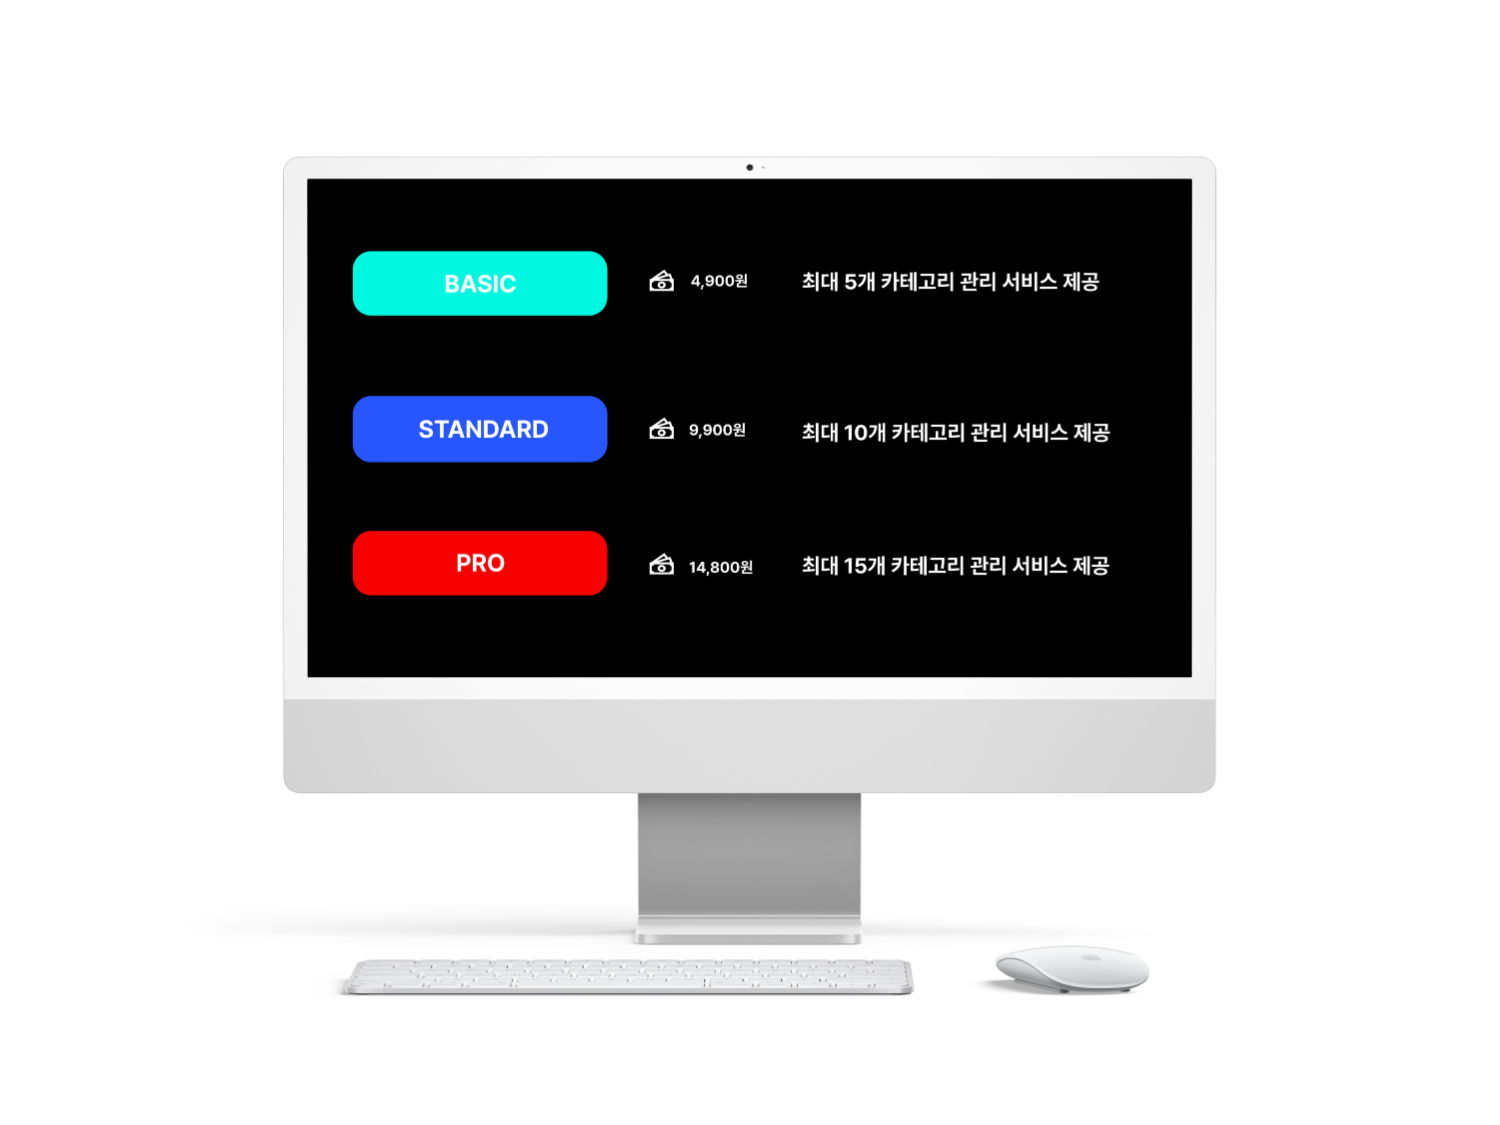 BASIC 4,900원 최대 5개 카테고리 관리 서비스 제공
STANDARD 9,900원 최대 10개 카테고리 관리 서비스 제공
PRO 14,800원 최대 15개 카테고리 관리 서비스 제공